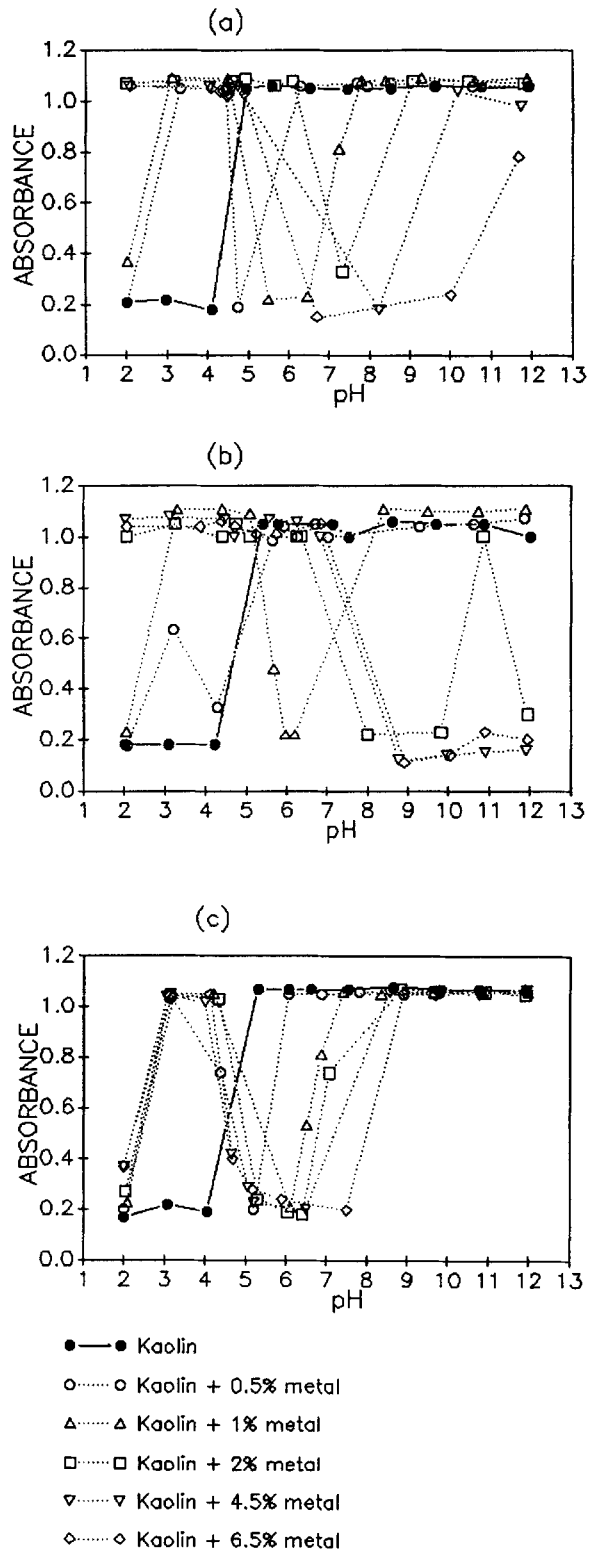 (a)
1.2
1.0
0.8
0.6
0.4
0.2
0.0
ABSORBANCE
1 2 3 4 5 6 7 8 9 10 11 12 13
pH
(b)
1.2
1.0
0.8
0.6
0.4
0.2
0.0
ABSORBANCE
1 2 3 4 5 6 7 8 9 10 11 12 13
pH
(c)
1.2
1.0
0.8
0.6
0.4
0.2
0.0
ABSORBANCE
1 2 3 4 5 6 7 8 9 10 11 12 13
pH
Kaolin
Kaolin + 0.5% metal
Kaolin + 1% metal
Kaolin + 2% metal
Kaolin + 4.5% metal
Kaolin + 6.5% metal